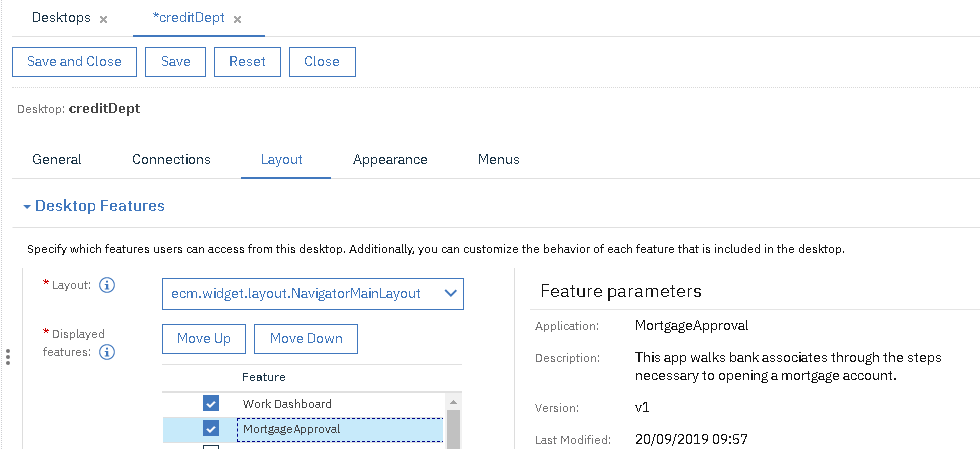 Desktops ×
*creditDept ×
Save and Close Save Reset Close
Desktop: creditDept
General Connections Layout Appearance Menus
Desktop Features
Specify which features users can access from this desktop. Additionally, you can customize the behavior of each feature that is included in the desktop.
* Layout: i
ecm.widget.layout.NavigatorMainLayout
* Displayed
features: i
Move Up Move Down
Feature
Work Dashboard
MortgageApproval
Feature parameters
Application: MortgageApproval
Description: This app walks bank associates through the steps
necessary to opening a mortgage account.
Version: v1
Last Modified: 20/09/2019 09:57